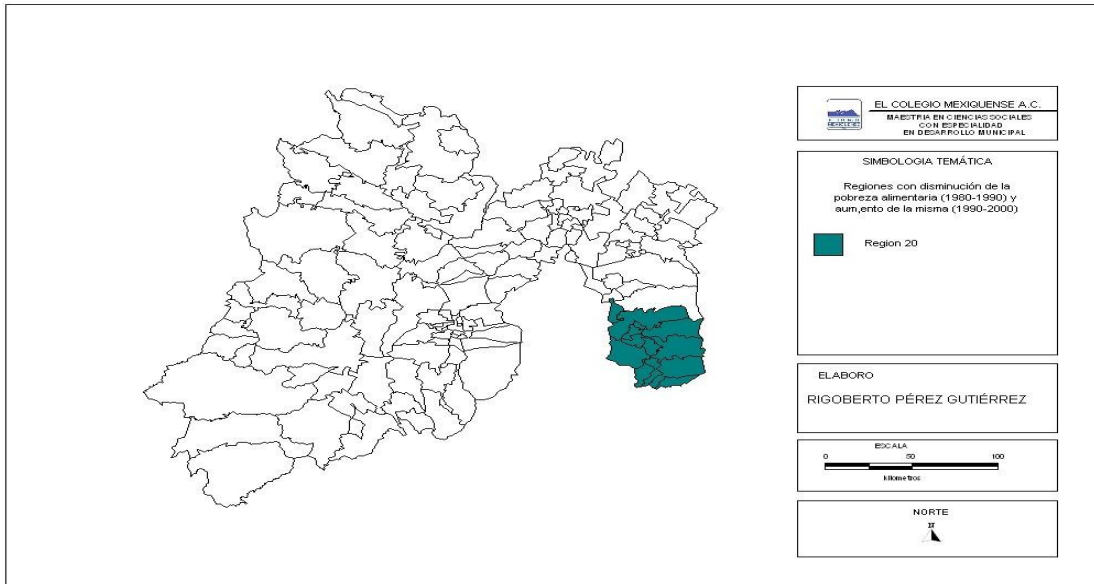 EL COLEGIO MEXIQUENSE A.C.
MAESTRIA EN CIENCIAS SOCIALES
CON ESPECIALIDAD
EN DESARROLLO MUNICIPAL
SIMBOLOGIA TEMÁTICA
Regiones con disminución de la
pobreza alimentaria (1980-1990) y
aum,ento de la misma (1990-2000)
Region 20
ELABORO
RIGOBERTO PÉREZ GUTIÉRREZ
ESCALA
0 50 100
kilometros
NORTE
N